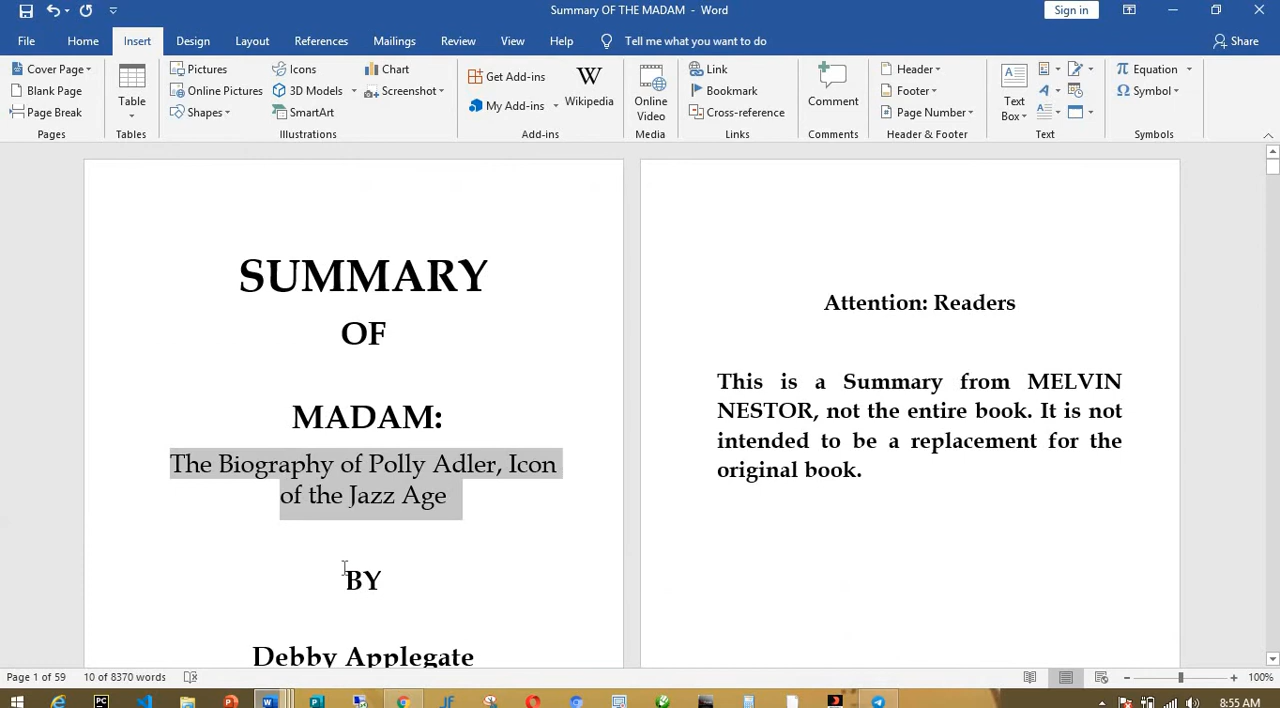 Summary OF THE MADAM - Word
Sign in
File Home Insert Design Layout References Mailings Review View Help Tell me what you want to do Share
Cover Page
Blank Page
Page Break
Pages
Table
Tables
Pictures
Online Pictures
Shapes
Icons
3D Models
SmartArt
Chart
Screenshot
Illustrations
Get Add-ins
My Add-ins
W
Wikipedia
Add-ins
Online
Video
Media
Link
Bookmark
Cross-reference
Links
Comment
Comments
Header
Footer
Page Number
Header & Footer
Text
Box
Text
Equation
Symbol
Symbols
SUMMARY
OF
MADAM:
The Biography of Polly Adler, Icon
of the Jazz Age
BY
Debby Applegate
Attention: Readers
This is a Summary from MELVIN
NESTOR, not the entire book. It is not
intended to be a replacement for the
original book.
Page 1 of 59 10 of 8370 words
100%
8:55 AM